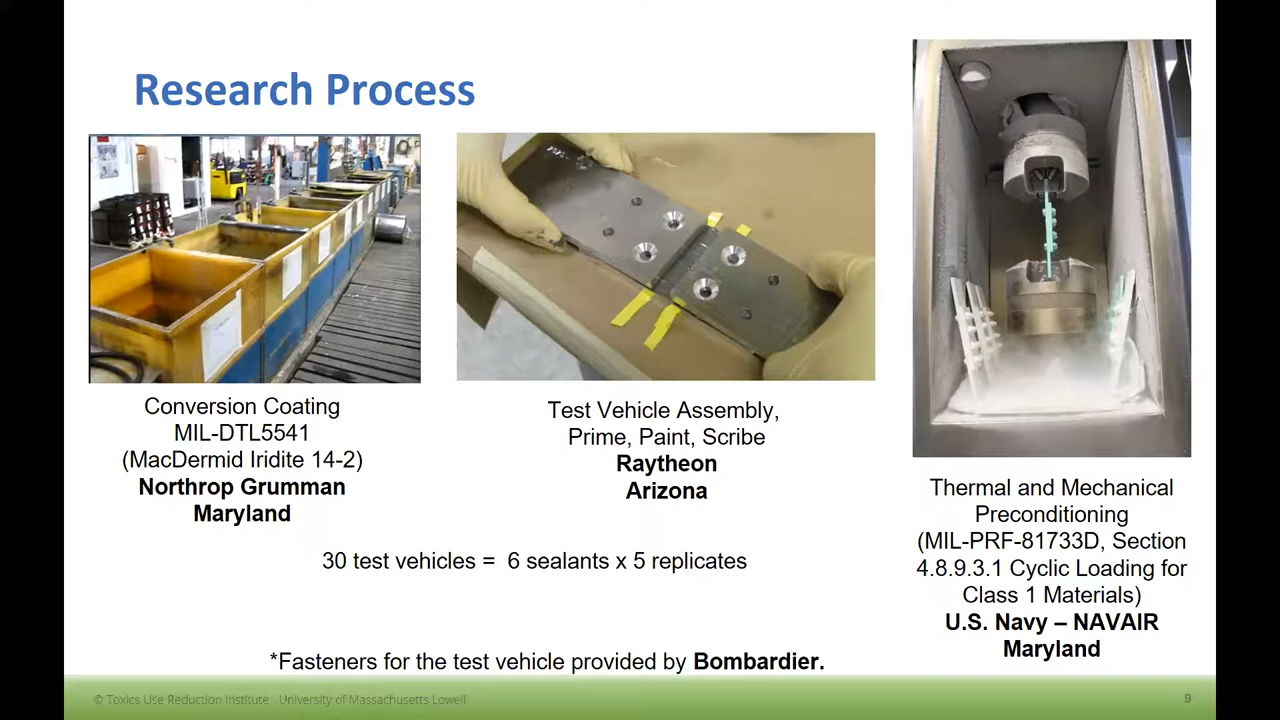 Research Process
Conversion Coating
MIL-DTL5541
(MacDermid Iridite 14-2)
Northrop Grumman
Maryland
Test Vehicle Assembly,
Prime, Paint, Scribe
Raytheon
Arizona
Thermal and Mechanical
Preconditioning
(MIL-PRF-81733D, Section
4.8.9.3.1 Cyclic Loading for
Class 1 Materials)
U.S. Navy – NAVAIR
Maryland
30 test vehicles = 6 sealants x 5 replicates
*Fasteners for the test vehicle provided by Bombardier.
© Toxics Use Reduction Institute University of Massachusetts Lowell
9